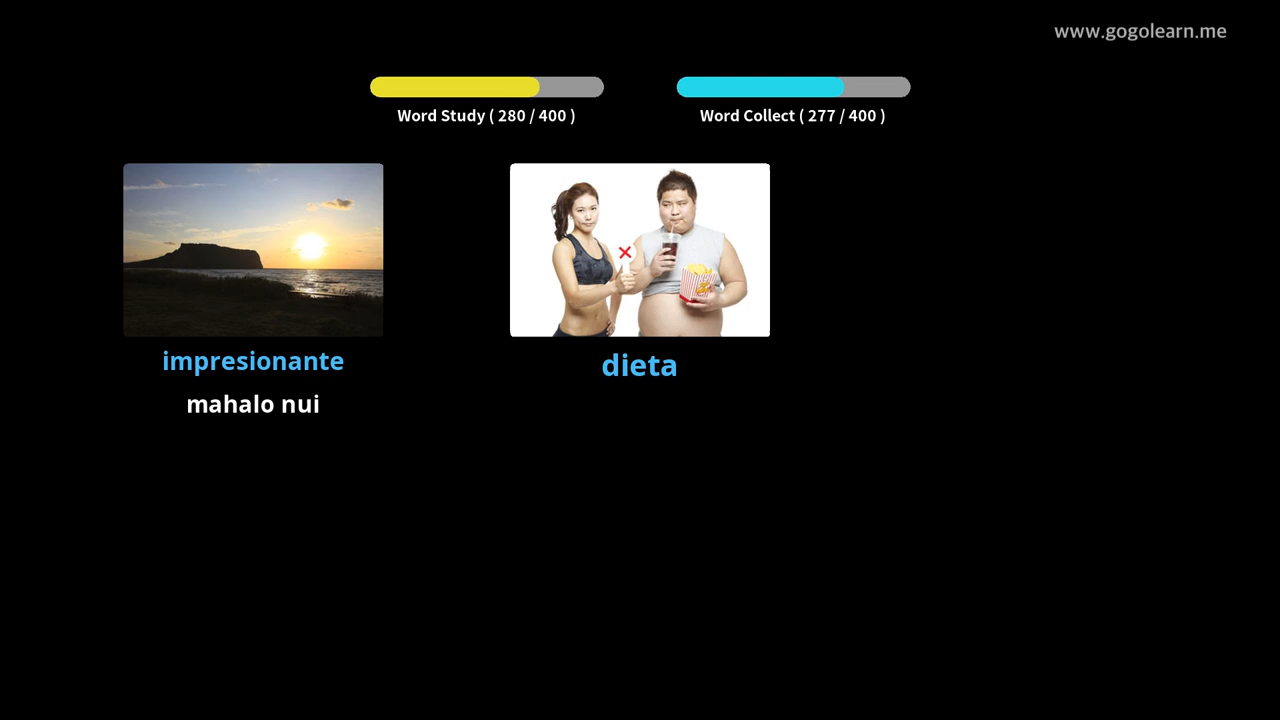 www.gogolearn.me
Word Study ( 280 / 400 )
Word Collect ( 277 / 400 )
impresionante
mahalo nui
dieta